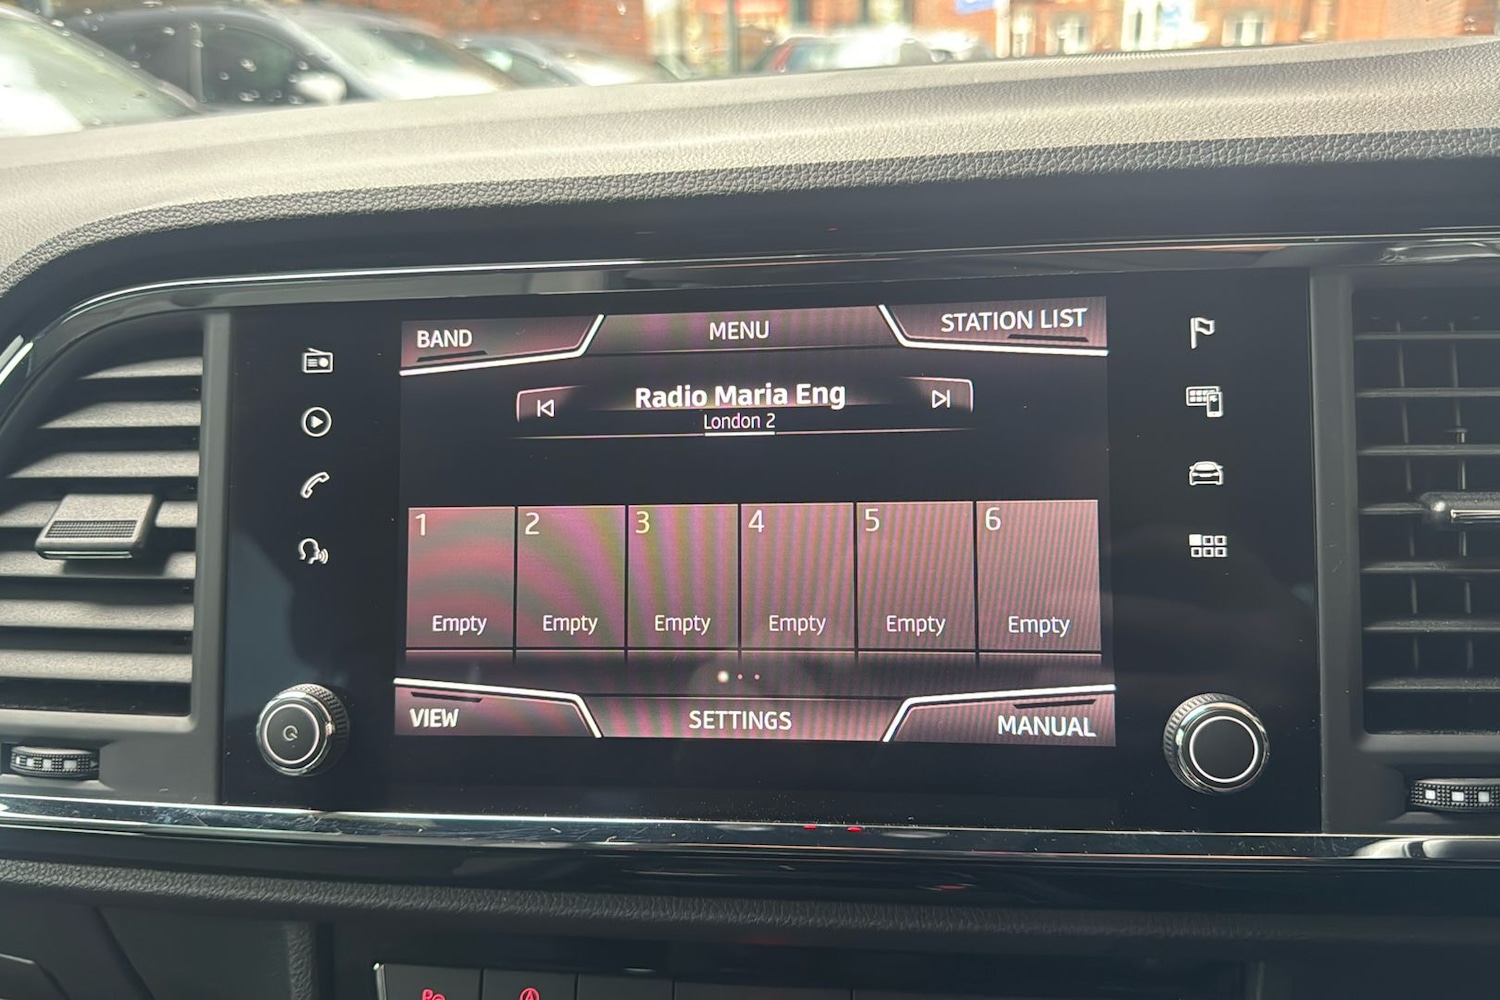 BAND
MENU
STATION LIST
Radio Maria Eng
London 2
1
2
3
4
5
6
Empty
Empty
Empty
Empty
Empty
Empty
VIEW
SETTINGS
MANUAL